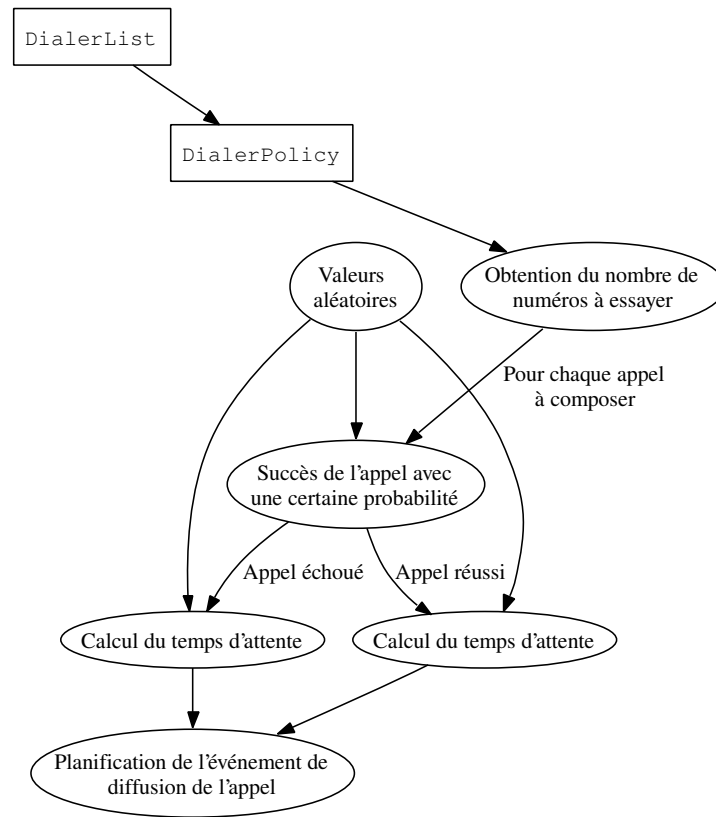 DialerList
DialerPolicy
Valeurs
aléatoires
Obtention du nombre de
numéros à essayer
Pour chaque appel
à composer
Succès de l'appel avec
une certaine probabilité
Appel échoué
Appel réussi
Calcul du temps d'attente
Calcul du temps d'attente
Planification de l'événement de
diffusion de l'appel